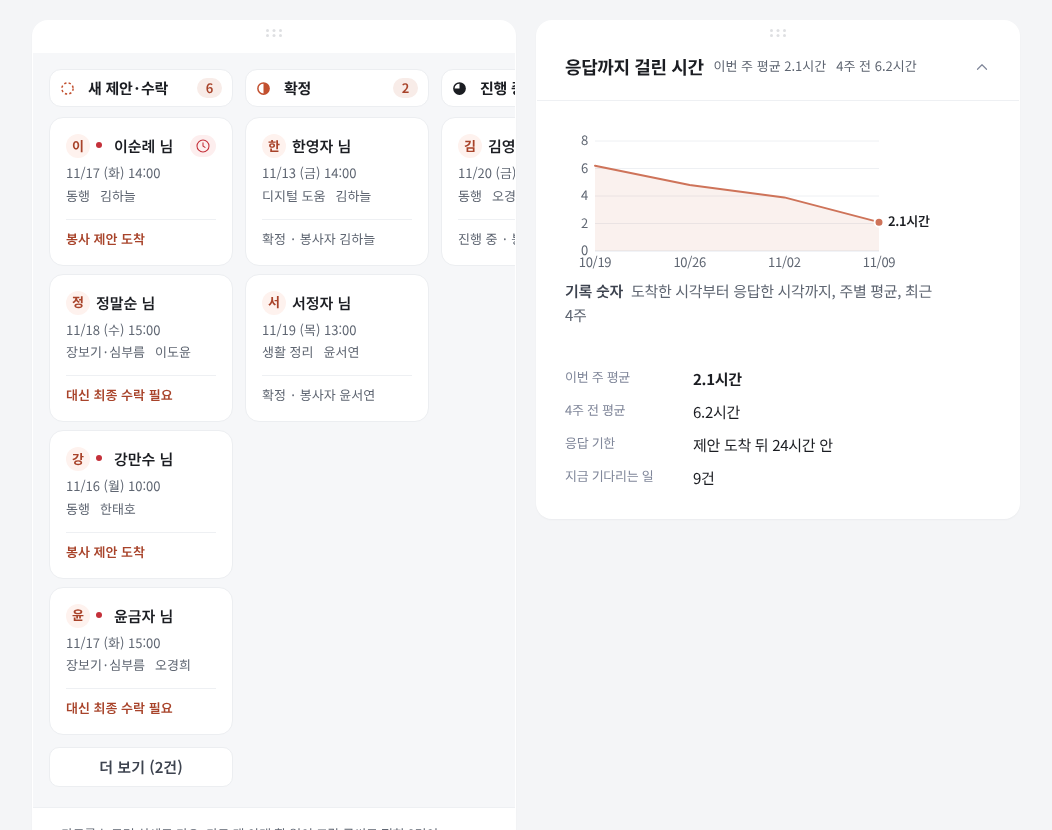 새 제안·수락 6
이 이순례 님
11/17 (화) 14:00
동행 김하늘
봉사 제안 도착
정 정말순 님
11/18 (수) 15:00
장보기·심부름 이도윤
대신 최종 수락 필요
강 강만수 님
11/16 (월) 10:00
동행 한태호
봉사 제안 도착
윤 윤금자 님
11/17 (화) 15:00
장보기·심부름 오경희
대신 최종 수락 필요
더 보기 (2건)
확정 2
한 한영자 님
11/13 (금) 14:00
디지털 도움 김하늘
확정 · 봉사자 김하늘
서 서정자 님
11/19 (목) 13:00
생활 정리 윤서연
확정 · 봉사자 윤서연
진행
김 김영
11/20 (금)
동행 오경
진행 중 ·
응답까지 걸린 시간 이번 주 평균 2.1시간 4주 전 6.2시간
8
6
4
2
0
2.1시간
10/19 10/26 11/02 11/09
기록 숫자 도착한 시각부터 응답한 시각까지, 주별 평균, 최근
4주
이번 주 평균 2.1시간
4주 전 평균 6.2시간
응답 기한 제안 도착 뒤 24시간 안
지금 기다리는 일 9건